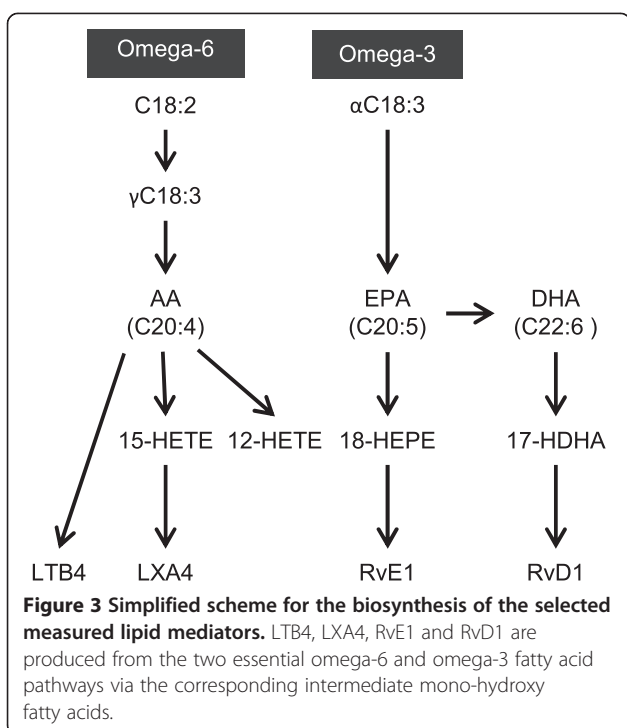 Omega-6 Omega-3
C18:2 αC18:3
γC18:3
AA EPA DHA
(C20:4) (C20:5) (C22:6 )
15-HETE 12-HETE 18-HEPE 17-HDHA
LTB4 LXA4 RvE1 RvD1
Figure 3 Simplified scheme for the biosynthesis of the selected
measured lipid mediators. LTB4, LXA4, RvE1 and RvD1 are
produced from the two essential omega-6 and omega-3 fatty acid
pathways via the corresponding intermediate mono-hydroxy
fatty acids.